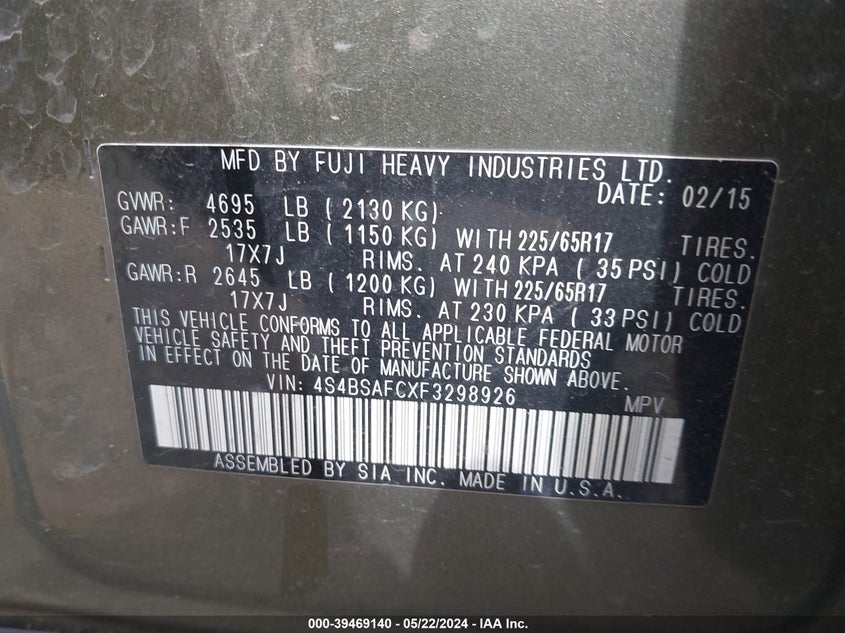 MFD BY FUJI HEAVY INDUSTRIES LTD.
DATE: 02/15
GVWR: 4695 LB ( 2130 KG)
GAWR:F 2535 LB ( 1150 KG) WITH 225/65R17 TIRES.
17X7J RIMS. AT 240 KPA ( 35 PSI) COLD
GAWR:R 2645 LB ( 1200 KG) WITH 225/65R17 TIRES.
17X7J RIMS. AT 230 KPA ( 33 PSI) COLD
THIS VEHICLE CONFORMS TO ALL APPLICABLE FEDERAL MOTOR
VEHICLE SAFETY AND THEFT PREVENTION STANDARDS
IN EFFECT ON THE DATE OF MANUFACTURE SHOWN ABOVE.
VIN: 4S4BSAFCXF3298926 MPV
ASSEMBLED BY SIA INC. MADE IN U.S.A.
000-39469140 - 05/22/2024 - IAA Inc.